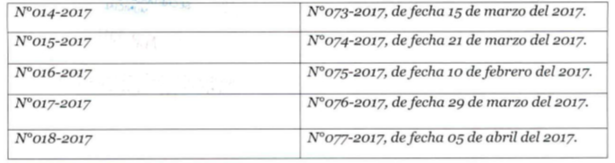 N°014-2017 N°073-2017, de fecha 15 de marzo del 2017.
N°015-2017 N°074-2017, de fecha 21 de marzo del 2017.
N°016-2017 N°075-2017, de fecha 10 de febrero del 2017.
N°017-2017 N°076-2017, de fecha 29 de marzo del 2017.
N°018-2017 N°077-2017, de fecha 05 de abril del 2017.